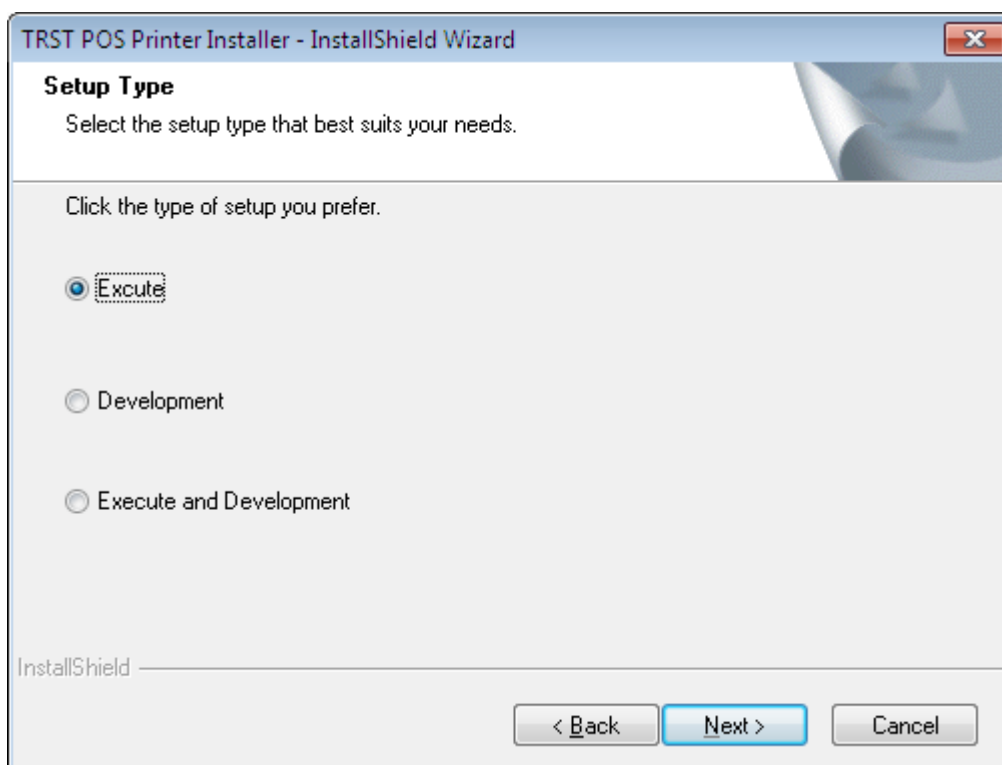 TRST POS Printer Installer - InstallShield Wizard
Setup Type
Select the setup type that best suits your needs.
Click the type of setup you prefer.
Excute
Development
Execute and Development
InstallShield
< Back
Next >
Cancel